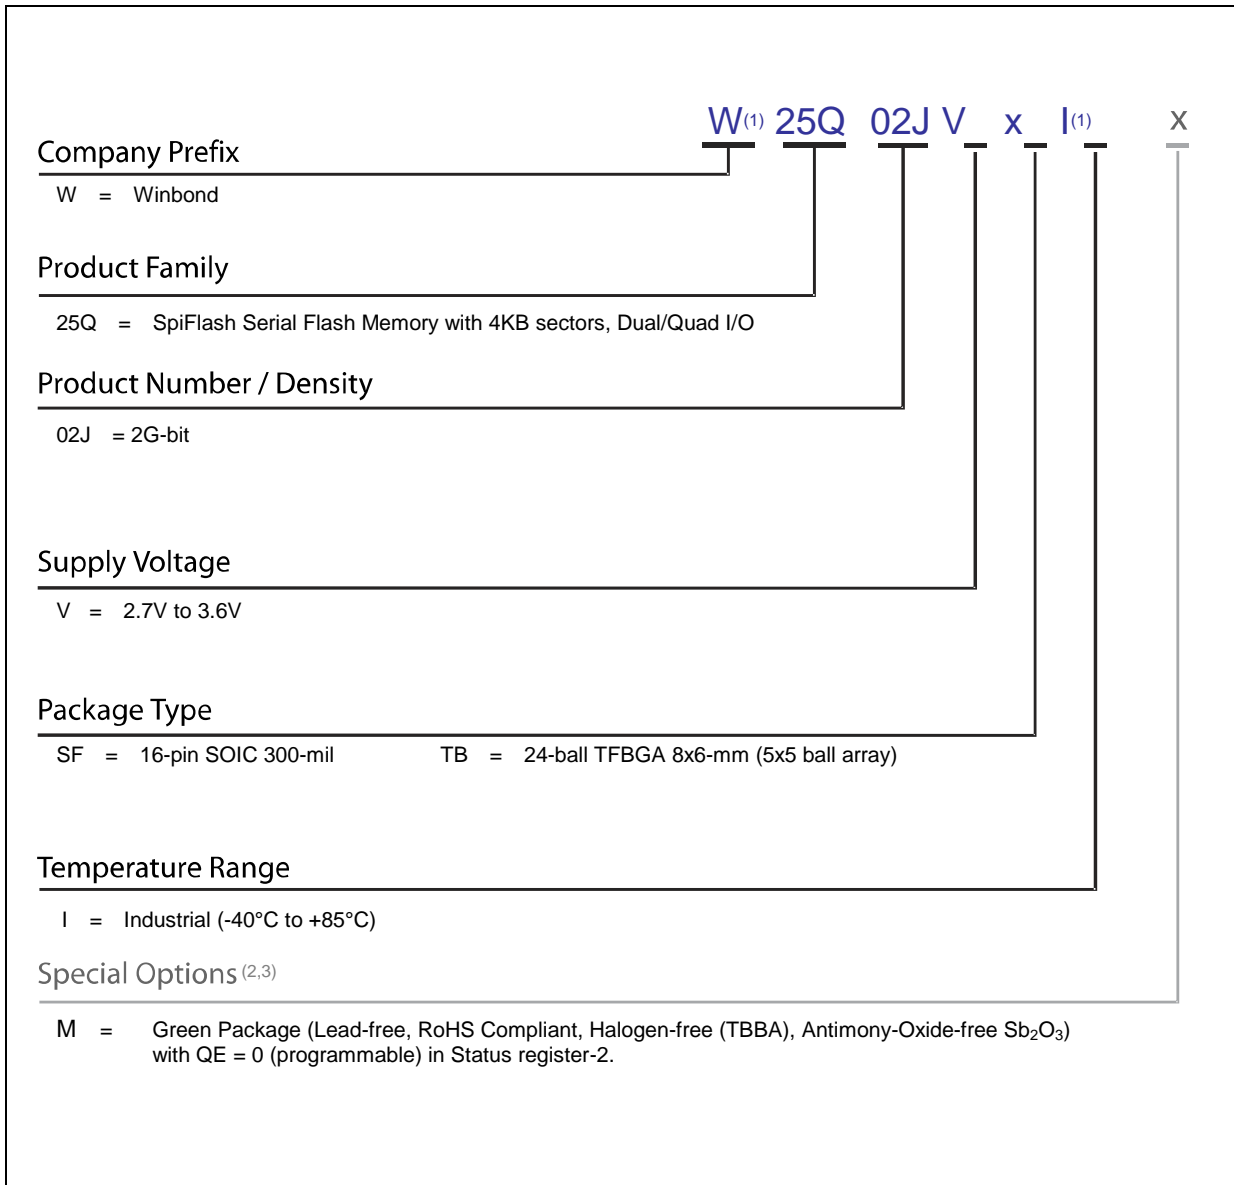 W(1) 25Q 02J V x I(1) x
Company Prefix
W = Winbond
Product Family
25Q = SpiFlash Serial Flash Memory with 4KB sectors, Dual/Quad I/O
Product Number / Density
02J = 2G-bit
Supply Voltage
V = 2.7V to 3.6V
Package Type
SF = 16-pin SOIC 300-mil TB = 24-ball TFBGA 8x6-mm (5x5 ball array)
Temperature Range
I = Industrial (-40°C to +85°C)
Special Options (2,3)
M = Green Package (Lead-free, RoHS Compliant, Halogen-free (TBBA), Antimony-Oxide-free Sb₂O₃)
with QE = 0 (programmable) in Status register-2.